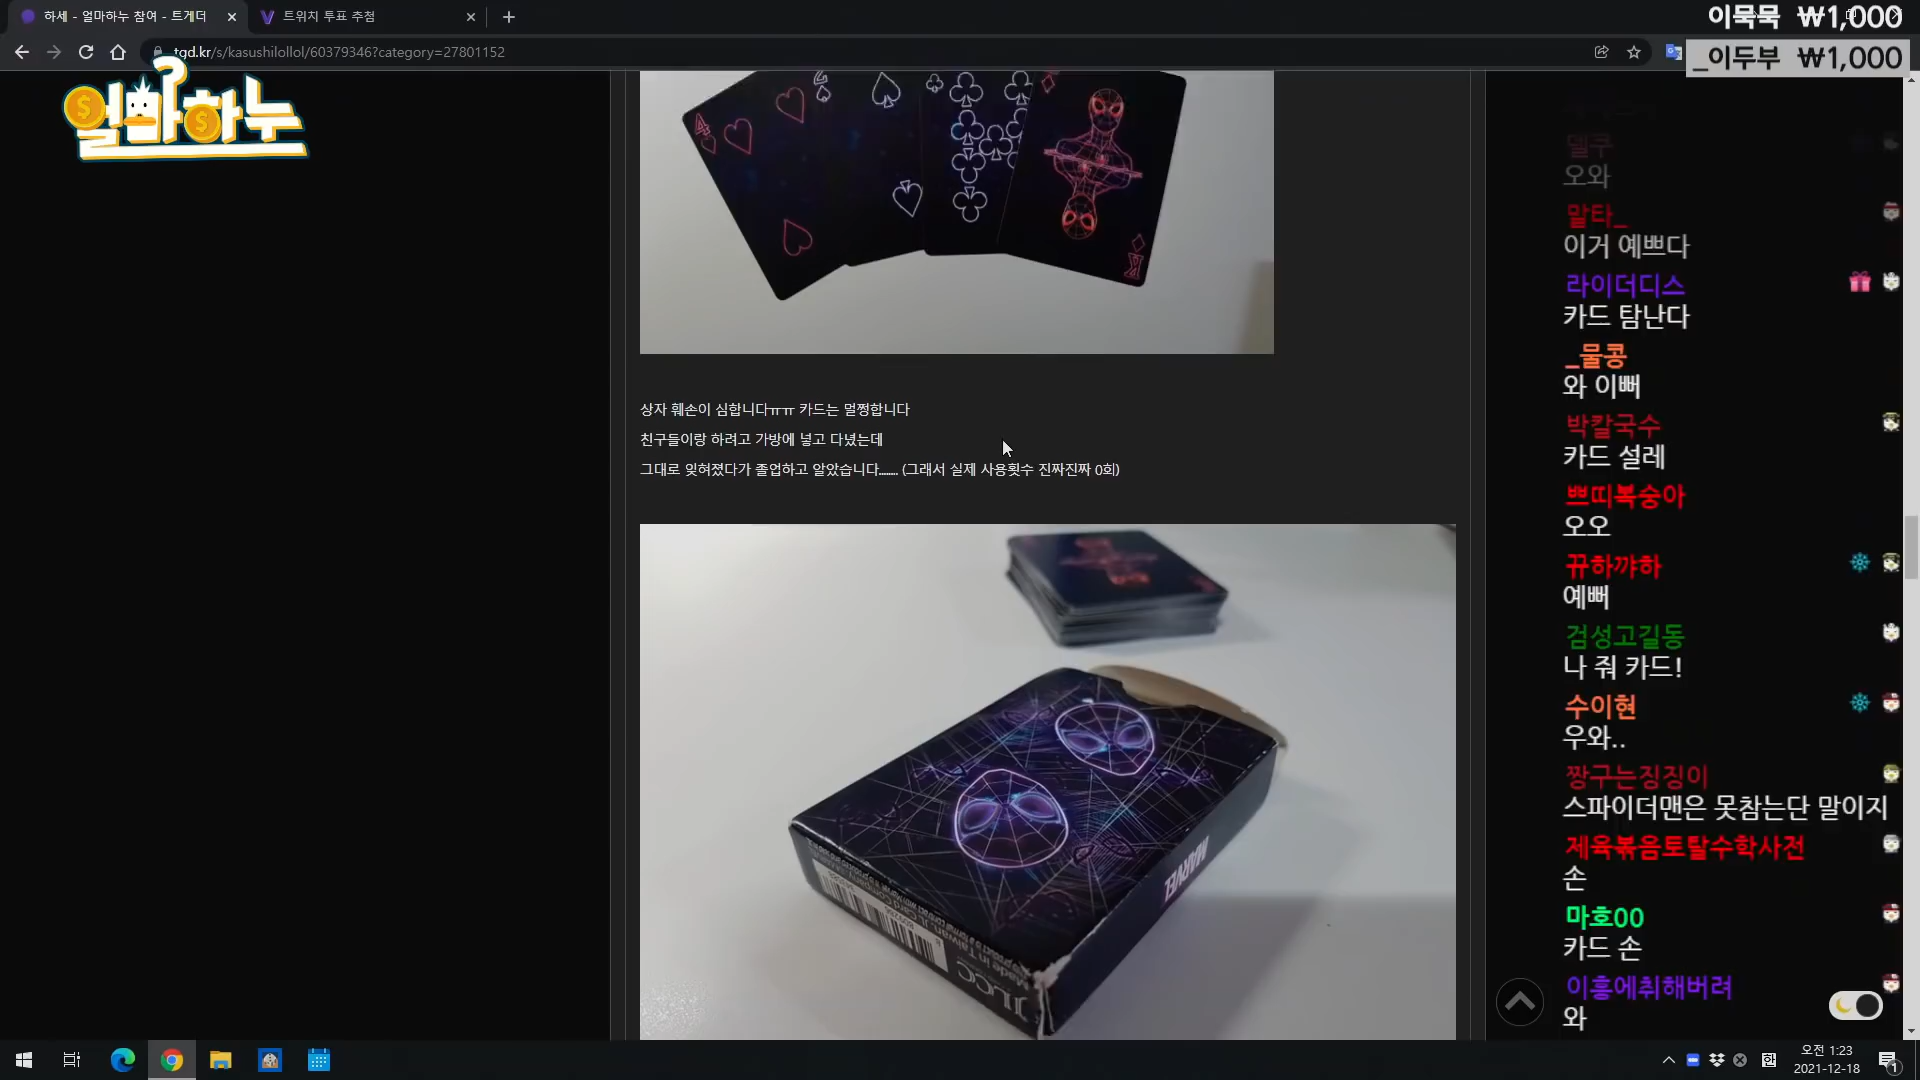 하세 - 얼마하누 참여 - 트게더
트위치 투표 추첨
이묵묵 ₩1,000
tgd.kr/s/kasushilollol/60379346?category=27801152
_이두부 ₩1,000
얼마하누
?
4
2
K
상자 훼손이 심합니다ㅠㅠ 카드는 멀쩡합니다
친구들이랑 하려고 가방에 넣고 다녔는데
그대로 잊혀졌다가 졸업하고 알았습니다....... (그래서 실제 사용횟수 진짜진짜 0회)
MARVEL
Made in Taiwan.
JLCC
델쿠
오와
말타_
이거 예쁘다
라이더디스
카드 탐난다
_물콩
와 이뻐
박칼국수
카드 설레
쁘띠복숭아
오오
뀨하꺄하
예뻐
검성고길동
나 줘 카드!
수이현
우와..
짱구는징징이
스파이더맨은 못참는단 말이지
제육볶음토탈수학사전
손
마호00
카드 손
이흥에취해버려
와
한
오전 1:23
2021-12-18
1